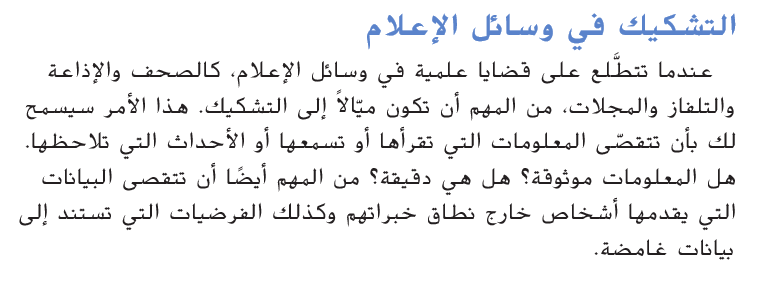 التشكيك في وسائل الإعلام
عندما تتطَّلع على قضايا علمية في وسائل الإعلام، كالصحف والإذاعة
والتلفاز والمجلات، من المهم أن تكون ميّالاً إلى التشكيك. هذا الأمر سيسمح
لك بأن تتقصّى المعلومات التي تقرأها أو تسمعها أو الأحداث التي تلاحظها.
هل المعلومات موثوقة؟ هل هي دقيقة؟ من المهم أيضًا أن تتقصى البيانات
التي يقدمها أشخاص خارج نطاق خبراتهم وكذلك الفرضيات التي تستند إلى
بيانات غامضة.